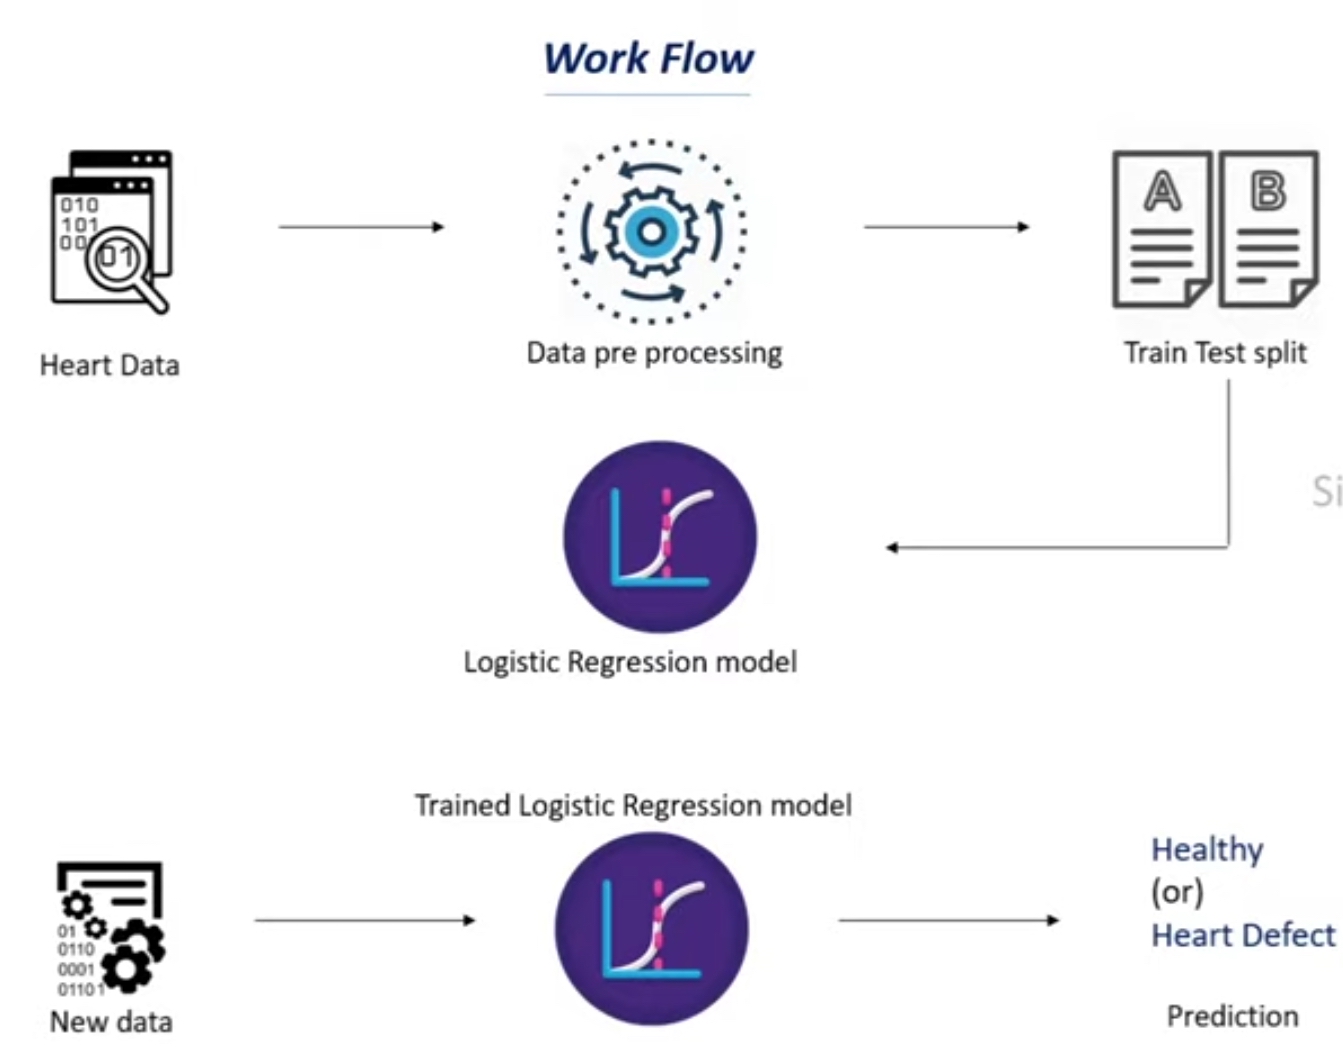 Work Flow
010
101
00
01
A
B
Heart Data
Data pre processing
Train Test split
Si
Logistic Regression model
Trained Logistic Regression model
Healthy
(or)
Heart Defect
01
0110
0001
01101
New data
Prediction